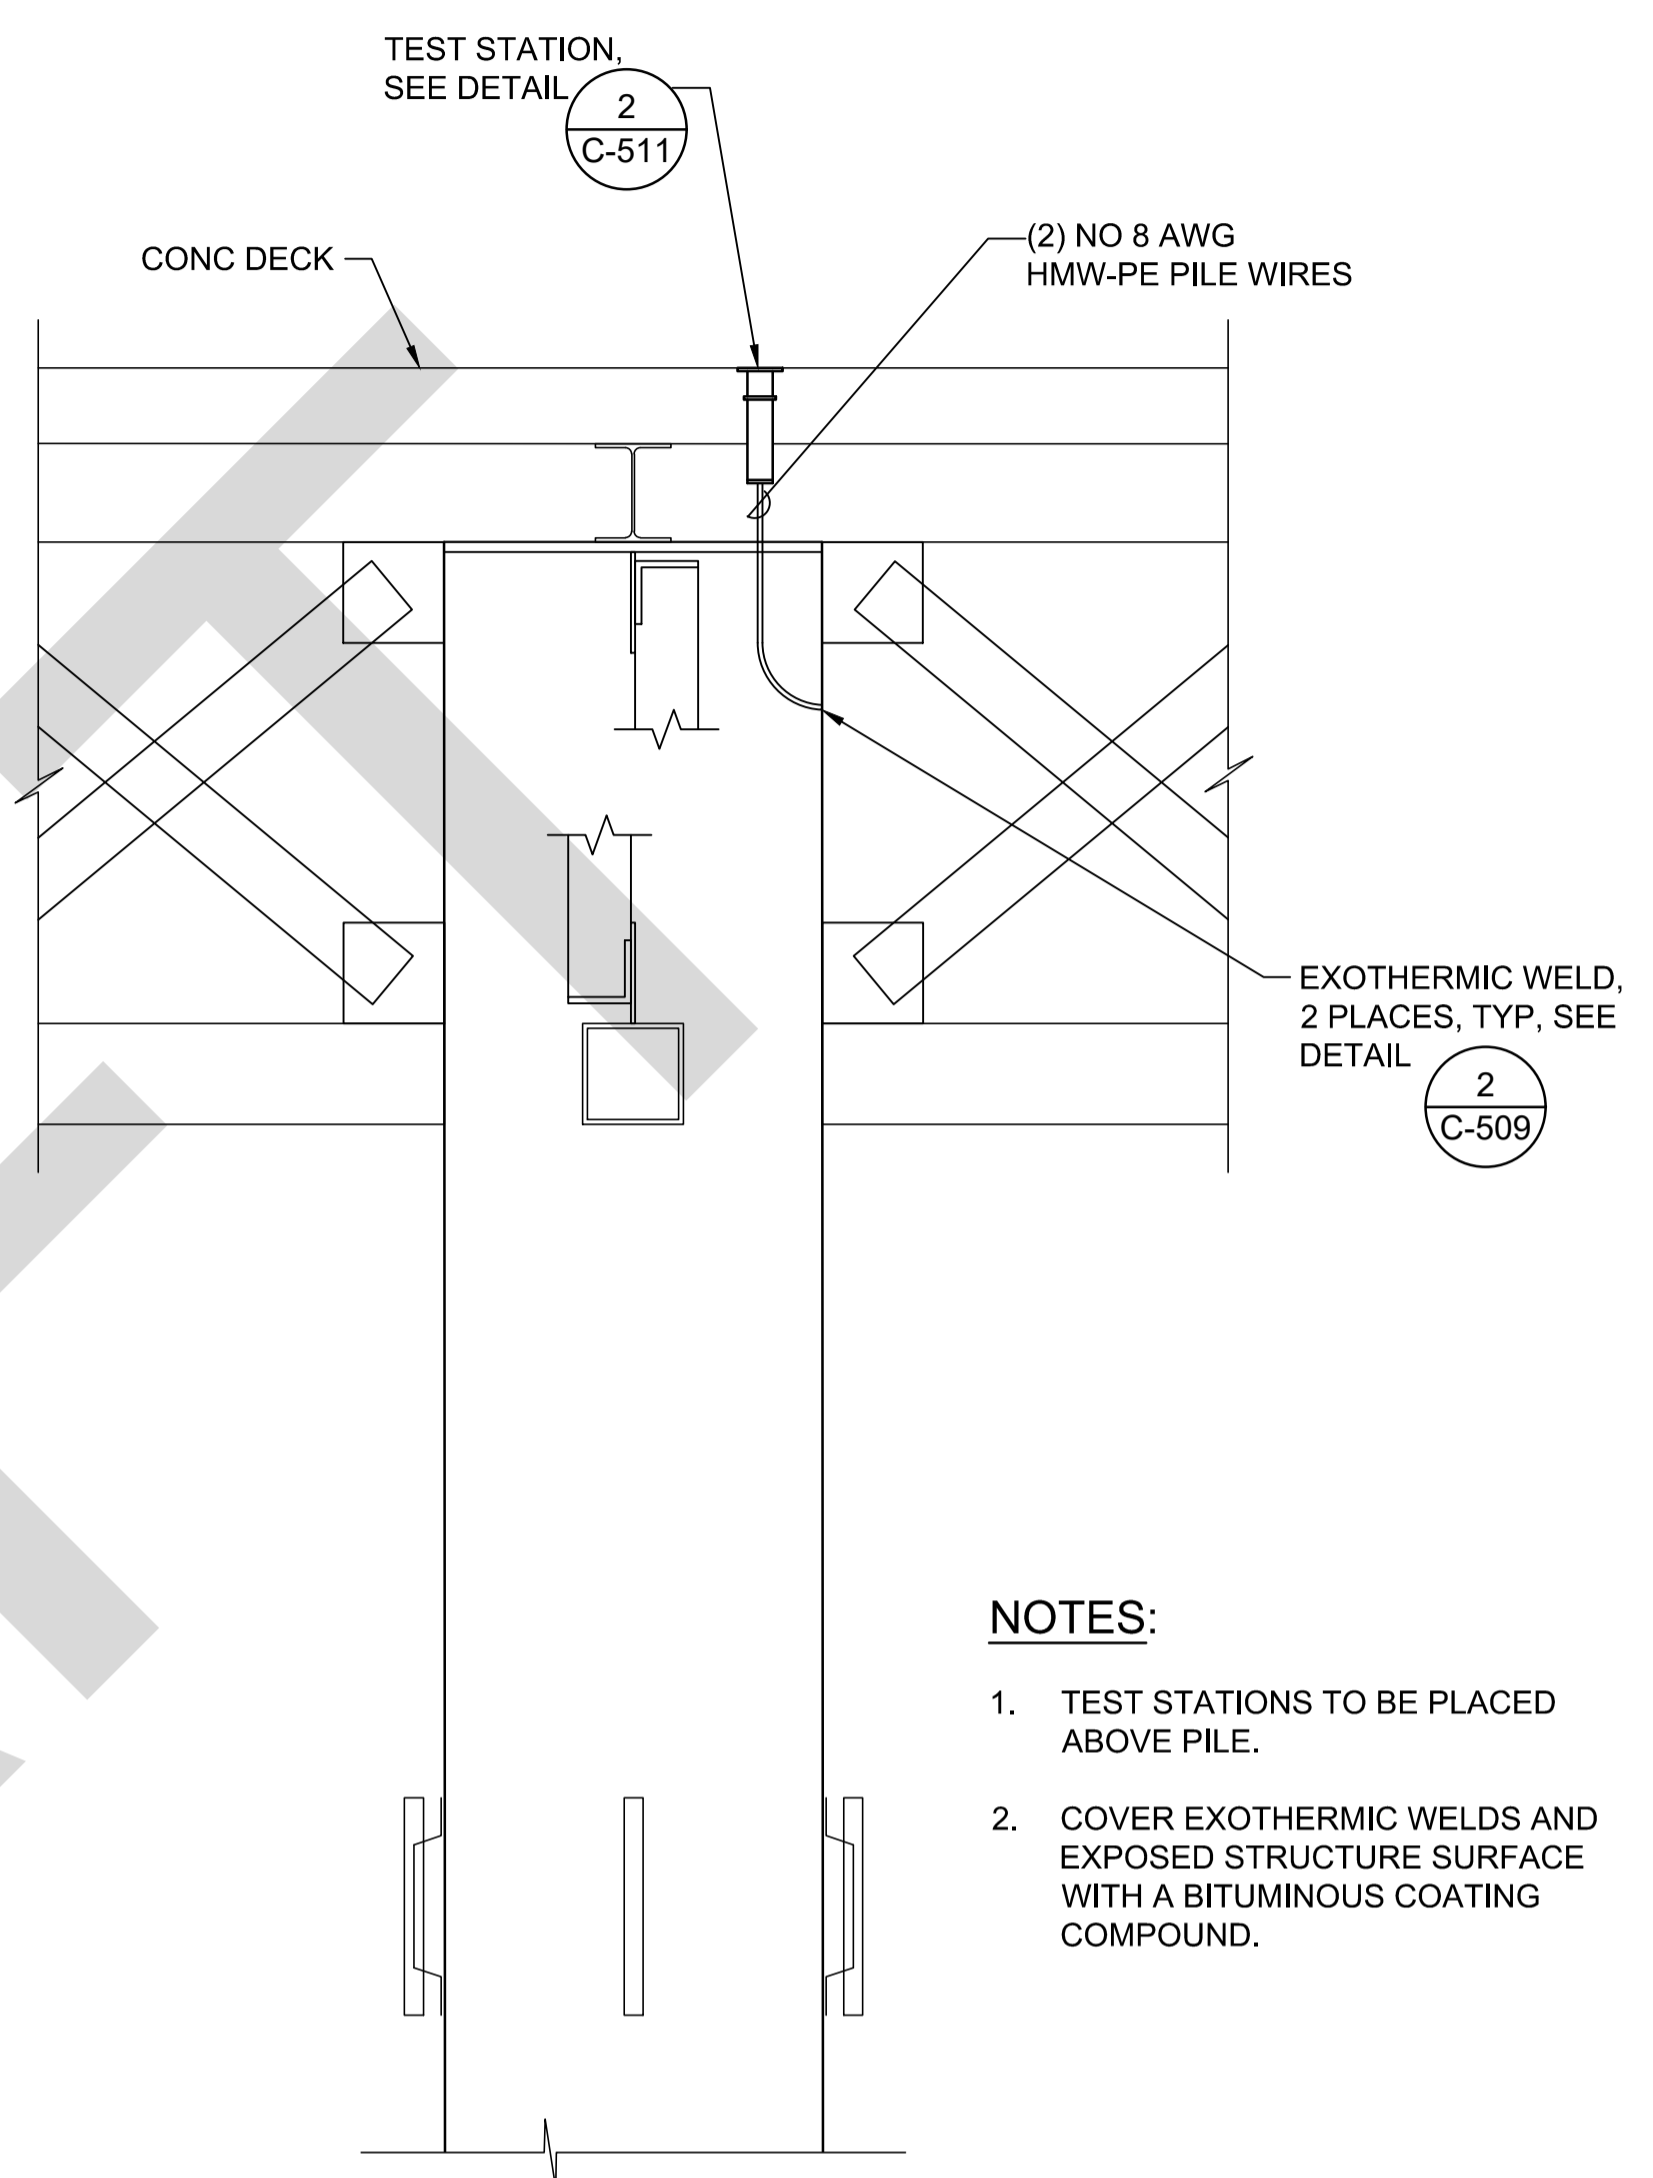 TEST STATION,
SEE DETAIL
2
C-511
(2) NO 8 AWG
HMW-PE PILE WIRES
CONC DECK
EXOTHERMIC WELD,
2 PLACES, TYP, SEE
DETAIL
2
C-509
NOTES:
1. TEST STATIONS TO BE PLACED
ABOVE PILE.
2. COVER EXOTHERMIC WELDS AND
EXPOSED STRUCTURE SURFACE
WITH A BITUMINOUS COATING
COMPOUND.